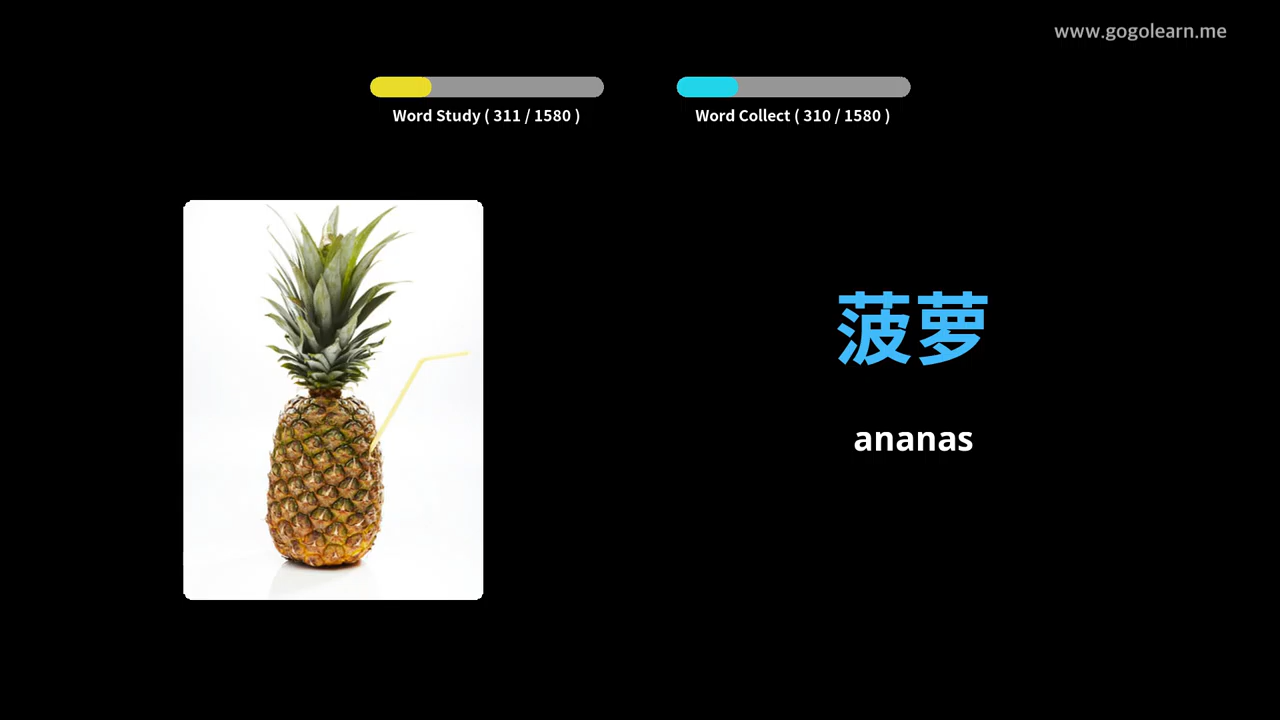 www.gogolearn.me
Word Study ( 311 / 1580 )
Word Collect ( 310 / 1580 )
菠萝
ananas